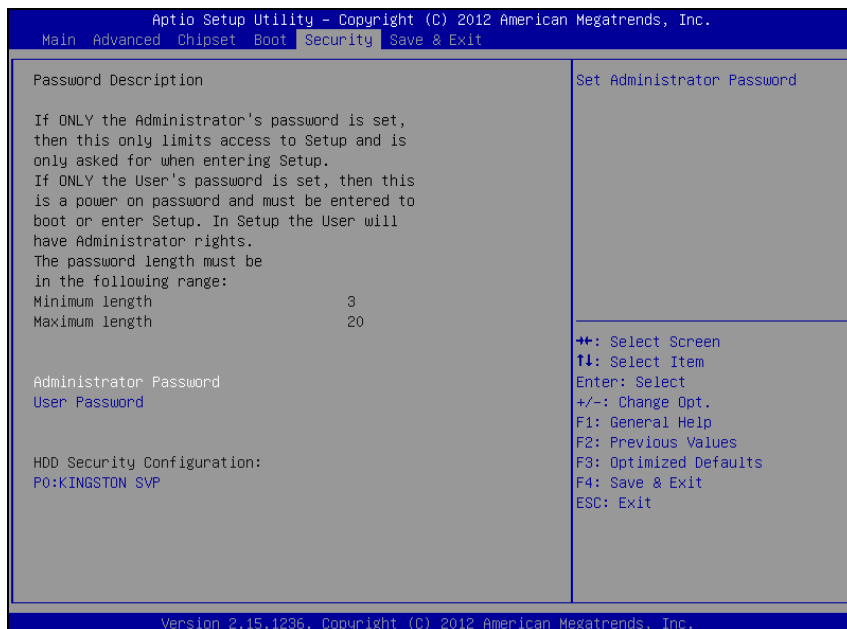 Aptio Setup Utility – Copyright (C) 2012 American Megatrends, Inc.
Main Advanced Chipset Boot Security Save & Exit
Password Description
If ONLY the Administrator's password is set,
then this only limits access to Setup and is
only asked for when entering Setup.
If ONLY the User's password is set, then this
is a power on password and must be entered to
boot or enter Setup. In Setup the User will
have Administrator rights.
The password length must be
in the following range:
Minimum length 3
Maximum length 20
Administrator Password
User Password
HDD Security Configuration:
P0:KINGSTON SVP
Set Administrator Password
→←: Select Screen
↑↓: Select Item
Enter: Select
+/-: Change Opt.
F1: General Help
F2: Previous Values
F3: Optimized Defaults
F4: Save & Exit
ESC: Exit
Version 2.15.1236. Copyright (C) 2012 American Megatrends, Inc.